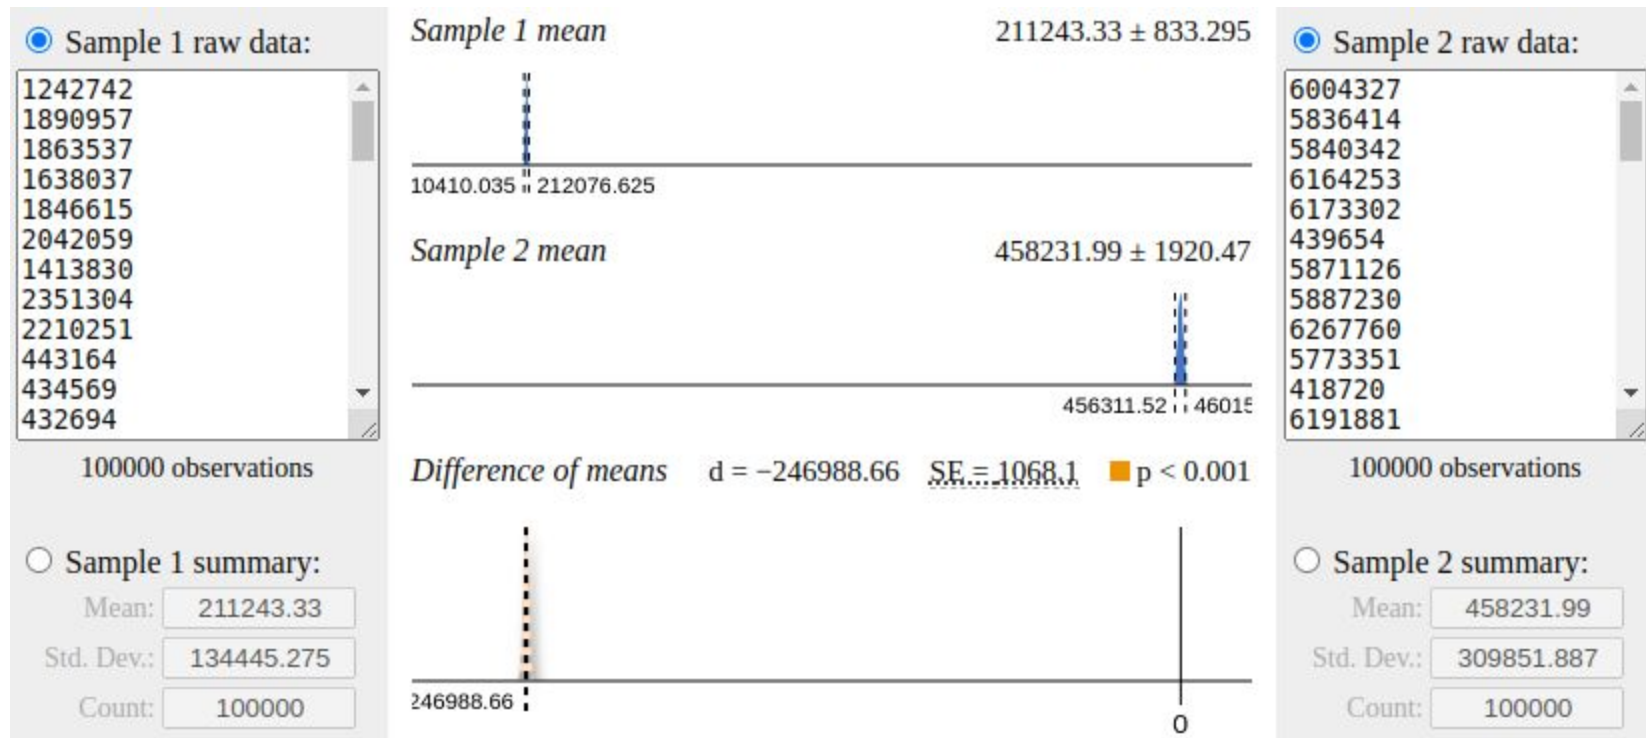 Sample 1 raw data:
1242742
1890957
1863537
1638037
1846615
2042059
1413830
2351304
2210251
443164
434569
432694
100000 observations
Sample 1 summary:
Mean: 211243.33
Std. Dev.: 134445.275
Count: 100000
Sample 1 mean 211243.33 ± 833.295
10410.035 212076.625
Sample 2 mean 458231.99 ± 1920.47
456311.52 46015
Difference of means d = −246988.66 SE = 1068.1 p < 0.001
246988.66
0
Sample 2 raw data:
6004327
5836414
5840342
6164253
6173302
439654
5871126
5887230
6267760
5773351
418720
6191881
100000 observations
Sample 2 summary:
Mean: 458231.99
Std. Dev.: 309851.887
Count: 100000